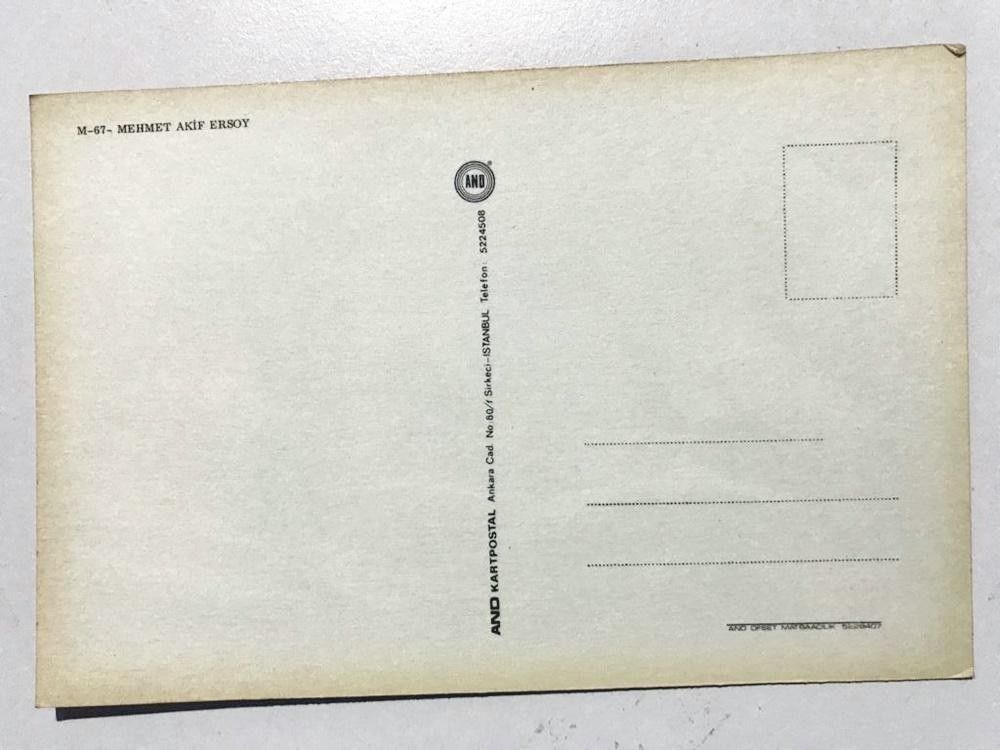 M-67- MEHMET AKİF ERSOY
AND
AND KARTPOSTAL Ankara Cad. No:80/1 Sirkeci-İSTANBUL Telefon: 5224508
AND OFSET MATBAACILIK